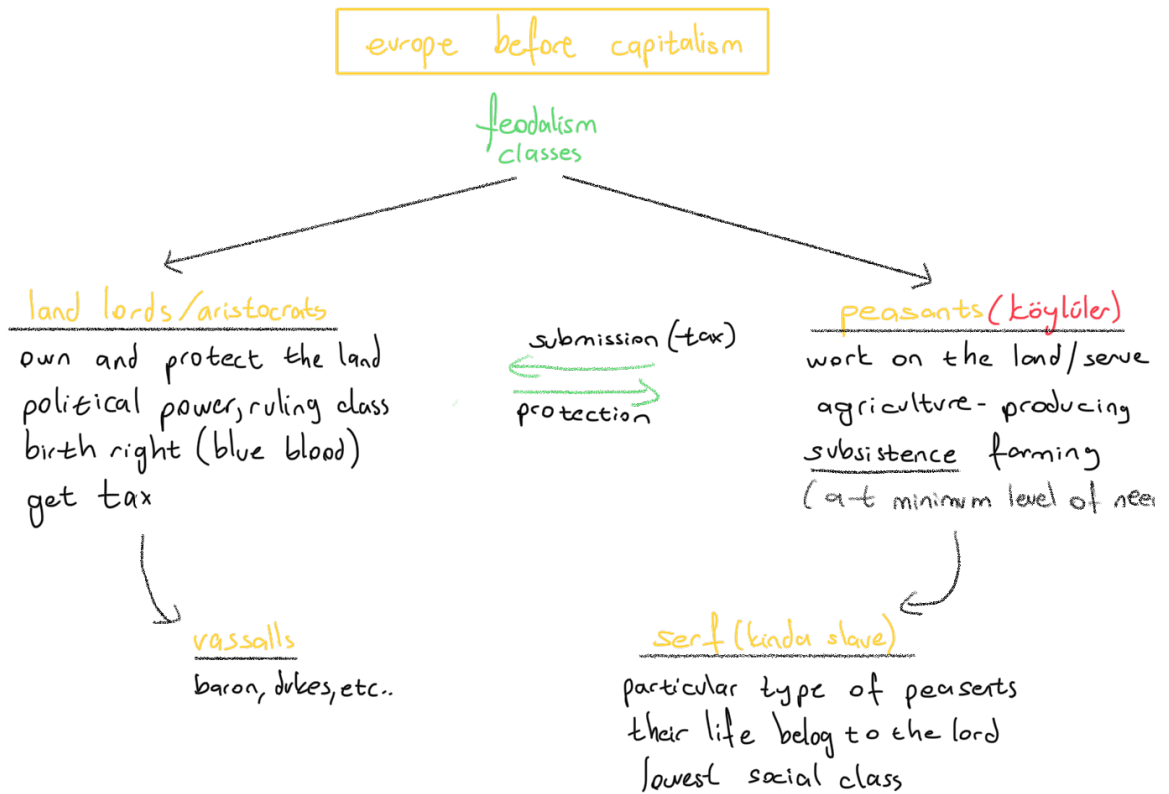 europe before capitalism
feodalism
classes
land lords/aristocrats
own and protect the land
political power, ruling class
birth right (blue blood)
get tax
submission (tax)
protection
peasants (köylüler)
work on the land/serve
agriculture - producing
subsistence farming
(at minimum level of need
vassalls
baron, dukes, etc..
serf (kinda slave)
particular type of peaserts
their life belog to the lord
lowest social class